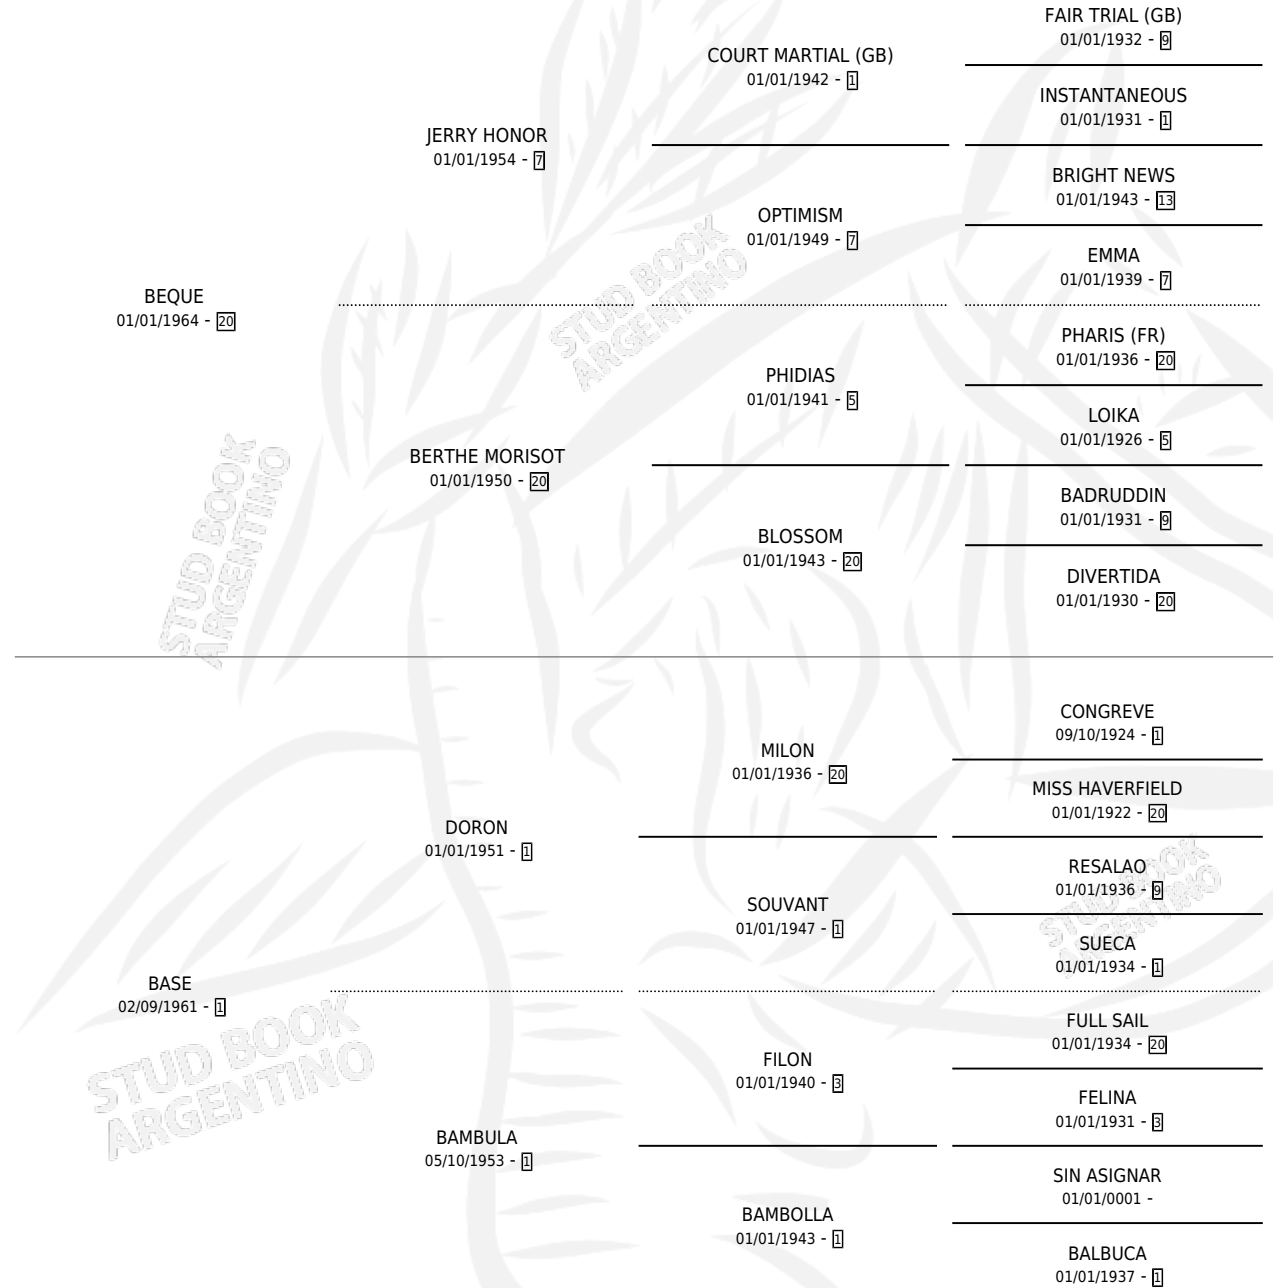 FAIR TRIAL (GB)
01/01/1932 - 9
COURT MARTIAL (GB)
01/01/1942 - 1
INSTANTANEOUS
01/01/1931 - 1
JERRY HONOR
01/01/1954 - 7
BRIGHT NEWS
01/01/1943 - 13
OPTIMISM
01/01/1949 - 7
EMMA
01/01/1939 - 7
BEQUE
01/01/1964 - 20
PHARIS (FR)
01/01/1936 - 20
PHIDIAS
01/01/1941 - 5
LOIKA
01/01/1926 - 5
BERTHE MORISOT
01/01/1950 - 20
BADRUDDIN
01/01/1931 - 9
BLOSSOM
01/01/1943 - 20
DIVERTIDA
01/01/1930 - 20
STUD BOOK
ARGENTINO
STUD BOOK
ARGENTINO
CONGREVE
09/10/1924 - 1
MILON
01/01/1936 - 20
MISS HAVERFIELD
01/01/1922 - 20
DORON
01/01/1951 - 1
RESALAO
01/01/1936 - 9
SOUVANT
01/01/1947 - 1
SUECA
01/01/1934 - 1
BASE
02/09/1961 - 1
FULL SAIL
01/01/1934 - 20
FILON
01/01/1940 - 3
FELINA
01/01/1931 - 3
BAMBULA
05/10/1953 - 1
SIN ASIGNAR
01/01/0001 -
BAMBOLLA
01/01/1943 - 1
BALBUCA
01/01/1937 - 1
STUD BOOK
ARGENTINO
STUD BOOK
ARGENTINO